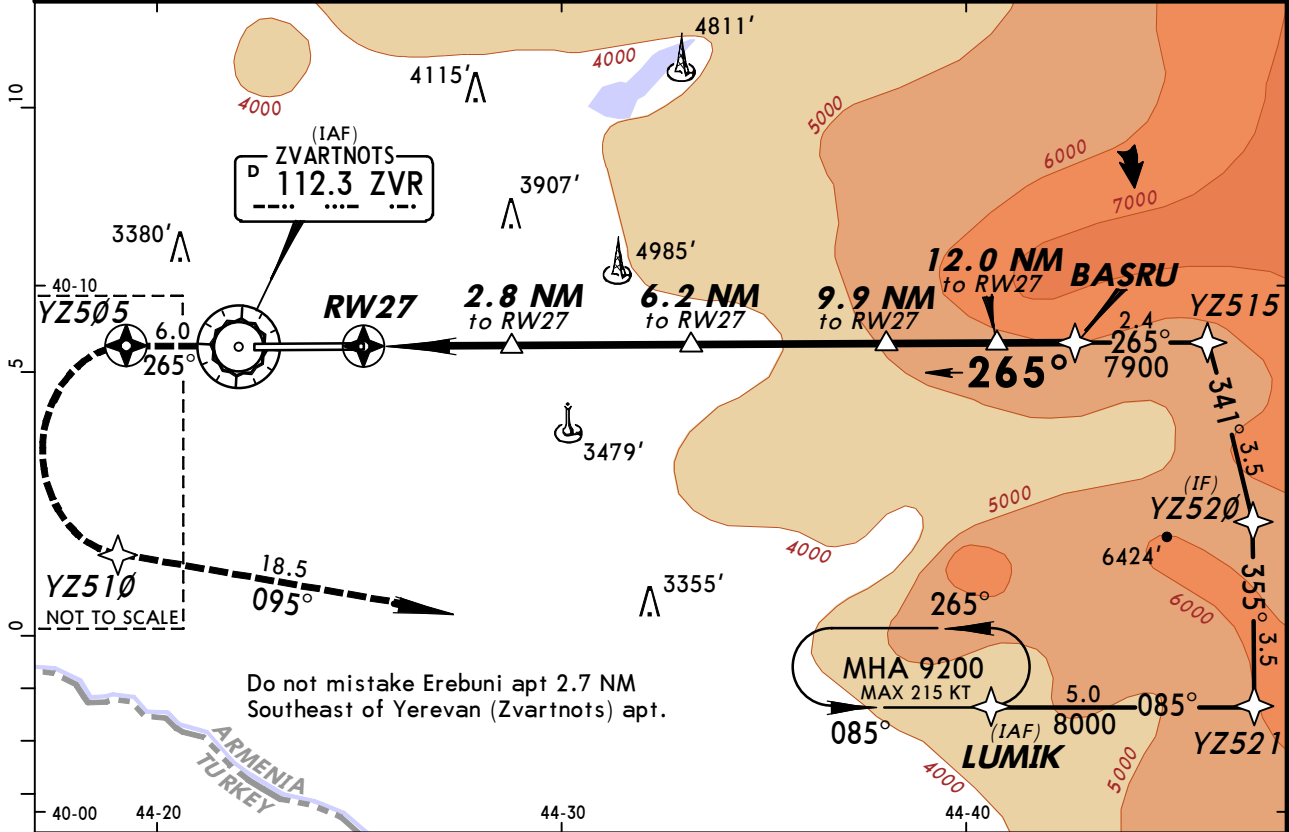 4811'
4000
4115'
10
4000
5000
(IAF)
ZVARTNOTS
D 112.3 ZVR
6000
3907'
7000
3380'
4985'
12.0 NM
to RW27
BASRU
40-10
YZ5Ø5
RW27
2.8 NM
to RW27
6.2 NM
to RW27
9.9 NM
to RW27
YZ515
6.0
265°
2.4
265°
7900
5
265°
341°
3.5
3479'
(IF)
YZ52Ø
5000
4000
6424'
18.5
095°
YZ51Ø
NOT TO SCALE
3355'
355°
3.5
6000
0
265°
MHA 9200
MAX 215 KT
Do not mistake Erebuni apt 2.7 NM
Southeast of Yerevan (Zvartnots) apt.
5.0
085°
8000
085°
(IAF)
LUMIK
YZ521
ARMENIA
TURKEY
4000
5000
40-00
44-20
44-30
44-40